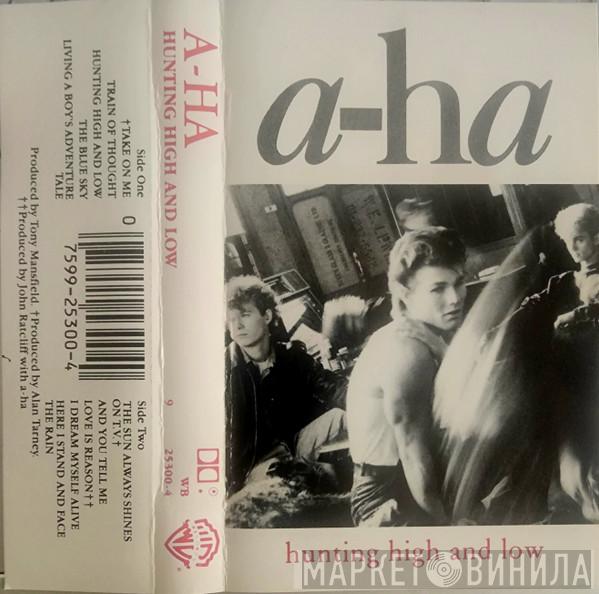 Side One
†TAKE ON ME
TRAIN OF THOUGHT
HUNTING HIGH AND LOW
THE BLUE SKY
LIVING A BOY'S ADVENTURE
TALE
0
7599-25300-4
Side Two
THE SUN ALWAYS SHINES
ON T.V.†
AND YOU TELL ME
LOVE IS REASON††
I DREAM MYSELF ALIVE
HERE I STAND AND FACE
THE RAIN
Produced by Tony Mansfield. †Produced by Alan Tarney.
††Produced by John Ratcliff with a-ha
A-HA
HUNTING HIGH AND LOW
9
25300-4
WB
a-ha
hunting high and low
МАРКЕТ ВИНИЛА